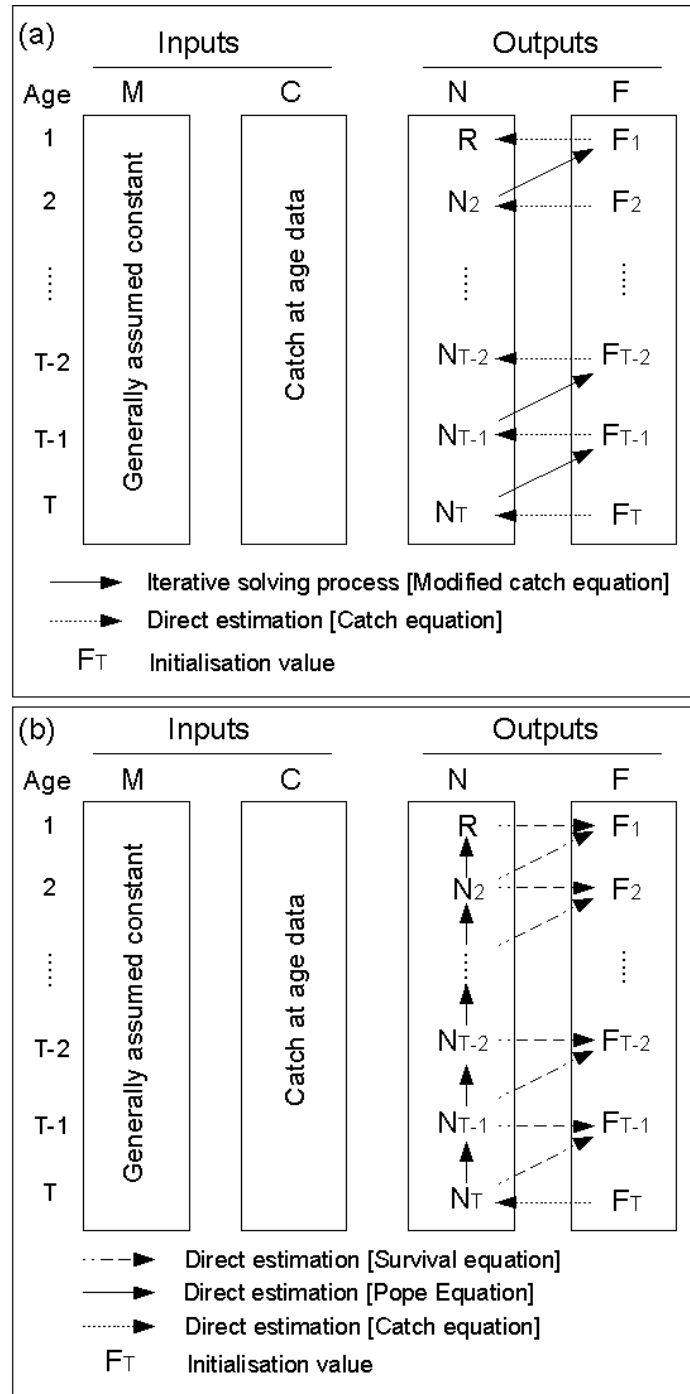 (a)
Inputs Outputs
Age M C N F
1 R F1
2 N2 F2
...... ...... ......
T-2 NT-2 FT-2
T-1 NT-1 FT-1
T NT FT
Generally assumed constant
Catch at age data
Iterative solving process [Modified catch equation]
Direct estimation [Catch equation]
FT Initialisation value
(b)
Inputs Outputs
Age M C N F
1 R F1
2 N2 F2
...... ...... ......
T-2 NT-2 FT-2
T-1 NT-1 FT-1
T NT FT
Generally assumed constant
Catch at age data
Direct estimation [Survival equation]
Direct estimation [Pope Equation]
Direct estimation [Catch equation]
FT Initialisation value